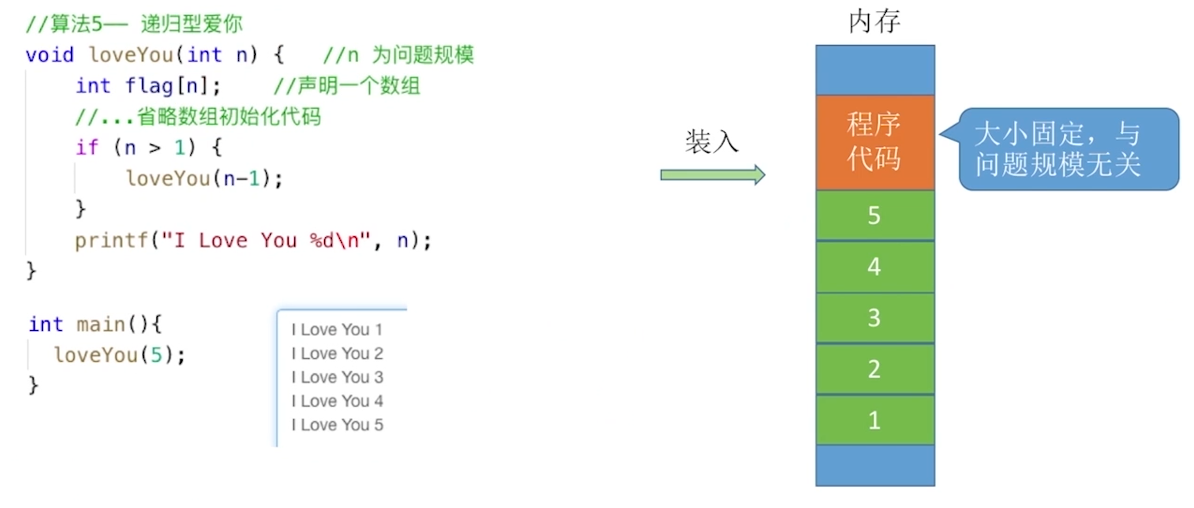 //算法5—— 递归型爱你
void loveYou(int n) {   //n 为问题规模
    int flag[n];    //声明一个数组
    //...省略数组初始化代码
    if (n > 1) {
        loveYou(n-1);
    }
    printf("I Love You %d\n", n);
}
int main(){
  loveYou(5);
}
I Love You 1
I Love You 2
I Love You 3
I Love You 4
I Love You 5
装入
内存
程序
代码
5
4
3
2
1
大小固定，与
问题规模无关